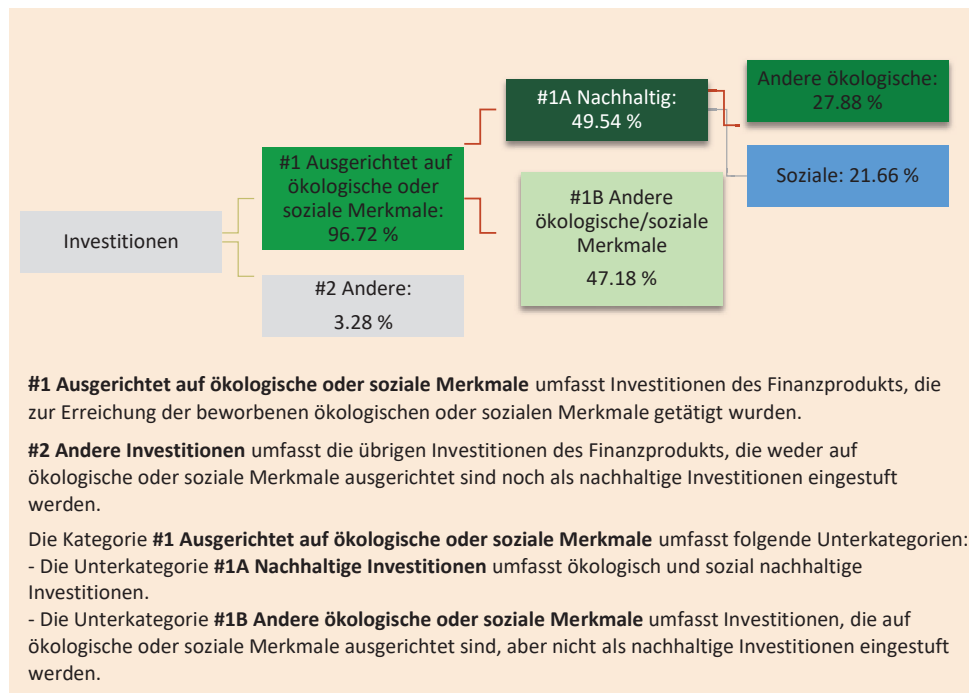 Investitionen
#1 Ausgerichtet auf
ökologische oder
soziale Merkmale:
96.72 %
#2 Andere:
3.28 %
#1A Nachhaltig:
49.54 %
#1B Andere
ökologische/soziale
Merkmale
47.18 %
Andere ökologische:
27.88 %
Soziale: 21.66 %
#1 Ausgerichtet auf ökologische oder soziale Merkmale umfasst Investitionen des Finanzprodukts, die
zur Erreichung der beworbenen ökologischen oder sozialen Merkmale getätigt wurden.
#2 Andere Investitionen umfasst die übrigen Investitionen des Finanzprodukts, die weder auf
ökologische oder soziale Merkmale ausgerichtet sind noch als nachhaltige Investitionen eingestuft
werden.
Die Kategorie #1 Ausgerichtet auf ökologische oder soziale Merkmale umfasst folgende Unterkategorien:
- Die Unterkategorie #1A Nachhaltige Investitionen umfasst ökologisch und sozial nachhaltige
Investitionen.
- Die Unterkategorie #1B Andere ökologische oder soziale Merkmale umfasst Investitionen, die auf
ökologische oder soziale Merkmale ausgerichtet sind, aber nicht als nachhaltige Investitionen eingestuft
werden.